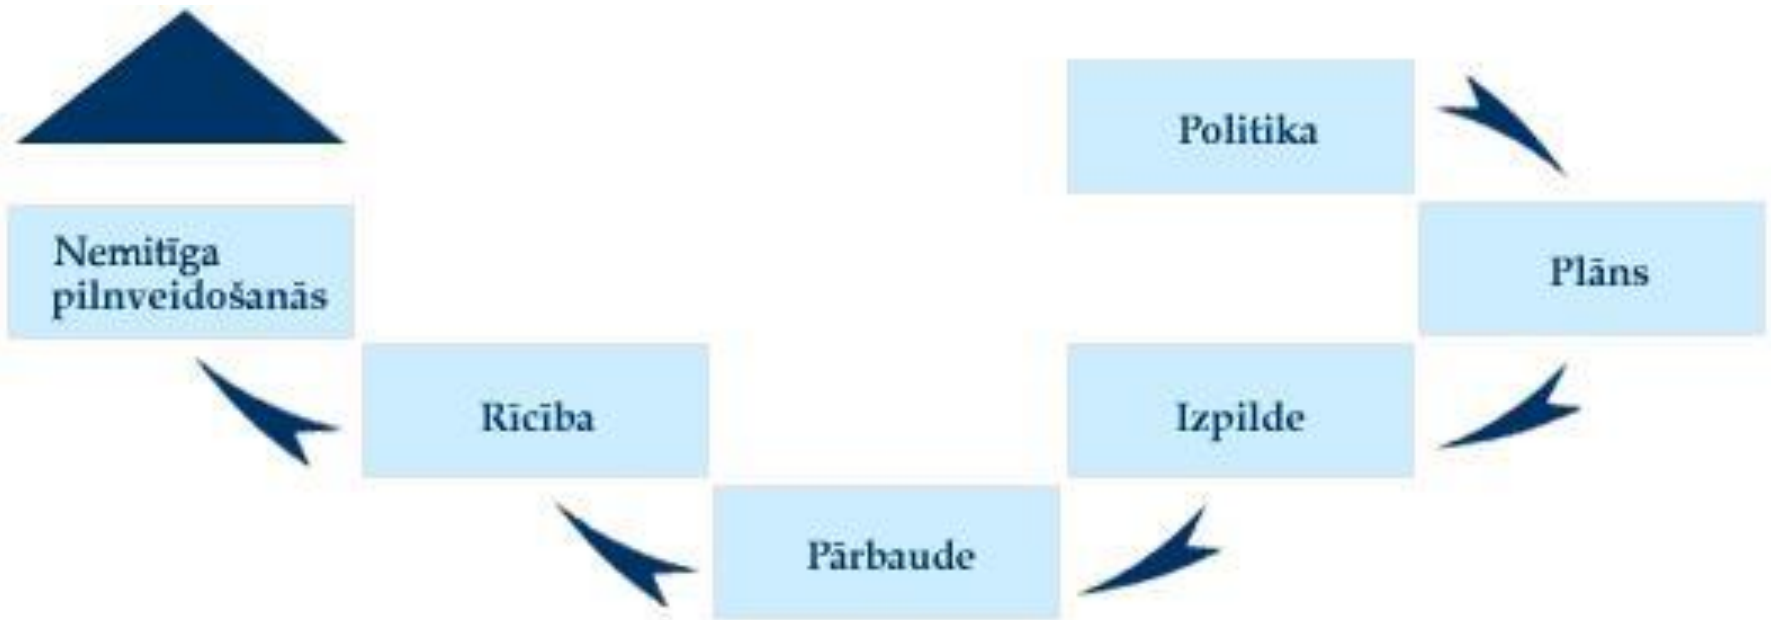 Politika
Nemitīga
pilnveidošanās
Plāns
Rīcība
Izpilde
Pārbaude